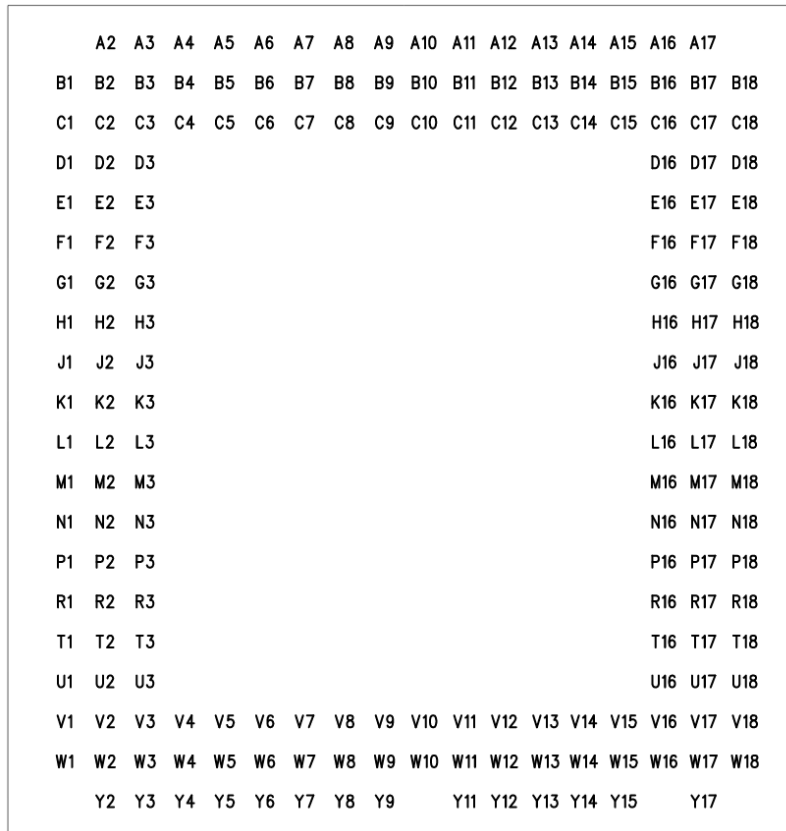 A2 A3 A4 A5 A6 A7 A8 A9 A10 A11 A12 A13 A14 A15 A16 A17
B1 B2 B3 B4 B5 B6 B7 B8 B9 B10 B11 B12 B13 B14 B15 B16 B17 B18
C1 C2 C3 C4 C5 C6 C7 C8 C9 C10 C11 C12 C13 C14 C15 C16 C17 C18
D1 D2 D3 D16 D17 D18
E1 E2 E3 E16 E17 E18
F1 F2 F3 F16 F17 F18
G1 G2 G3 G16 G17 G18
H1 H2 H3 H16 H17 H18
J1 J2 J3 J16 J17 J18
K1 K2 K3 K16 K17 K18
L1 L2 L3 L16 L17 L18
M1 M2 M3 M16 M17 M18
N1 N2 N3 N16 N17 N18
P1 P2 P3 P16 P17 P18
R1 R2 R3 R16 R17 R18
T1 T2 T3 T16 T17 T18
U1 U2 U3 U16 U17 U18
V1 V2 V3 V4 V5 V6 V7 V8 V9 V10 V11 V12 V13 V14 V15 V16 V17 V18
W1 W2 W3 W4 W5 W6 W7 W8 W9 W10 W11 W12 W13 W14 W15 W16 W17 W18
Y2 Y3 Y4 Y5 Y6 Y7 Y8 Y9 Y11 Y12 Y13 Y14 Y15 Y17